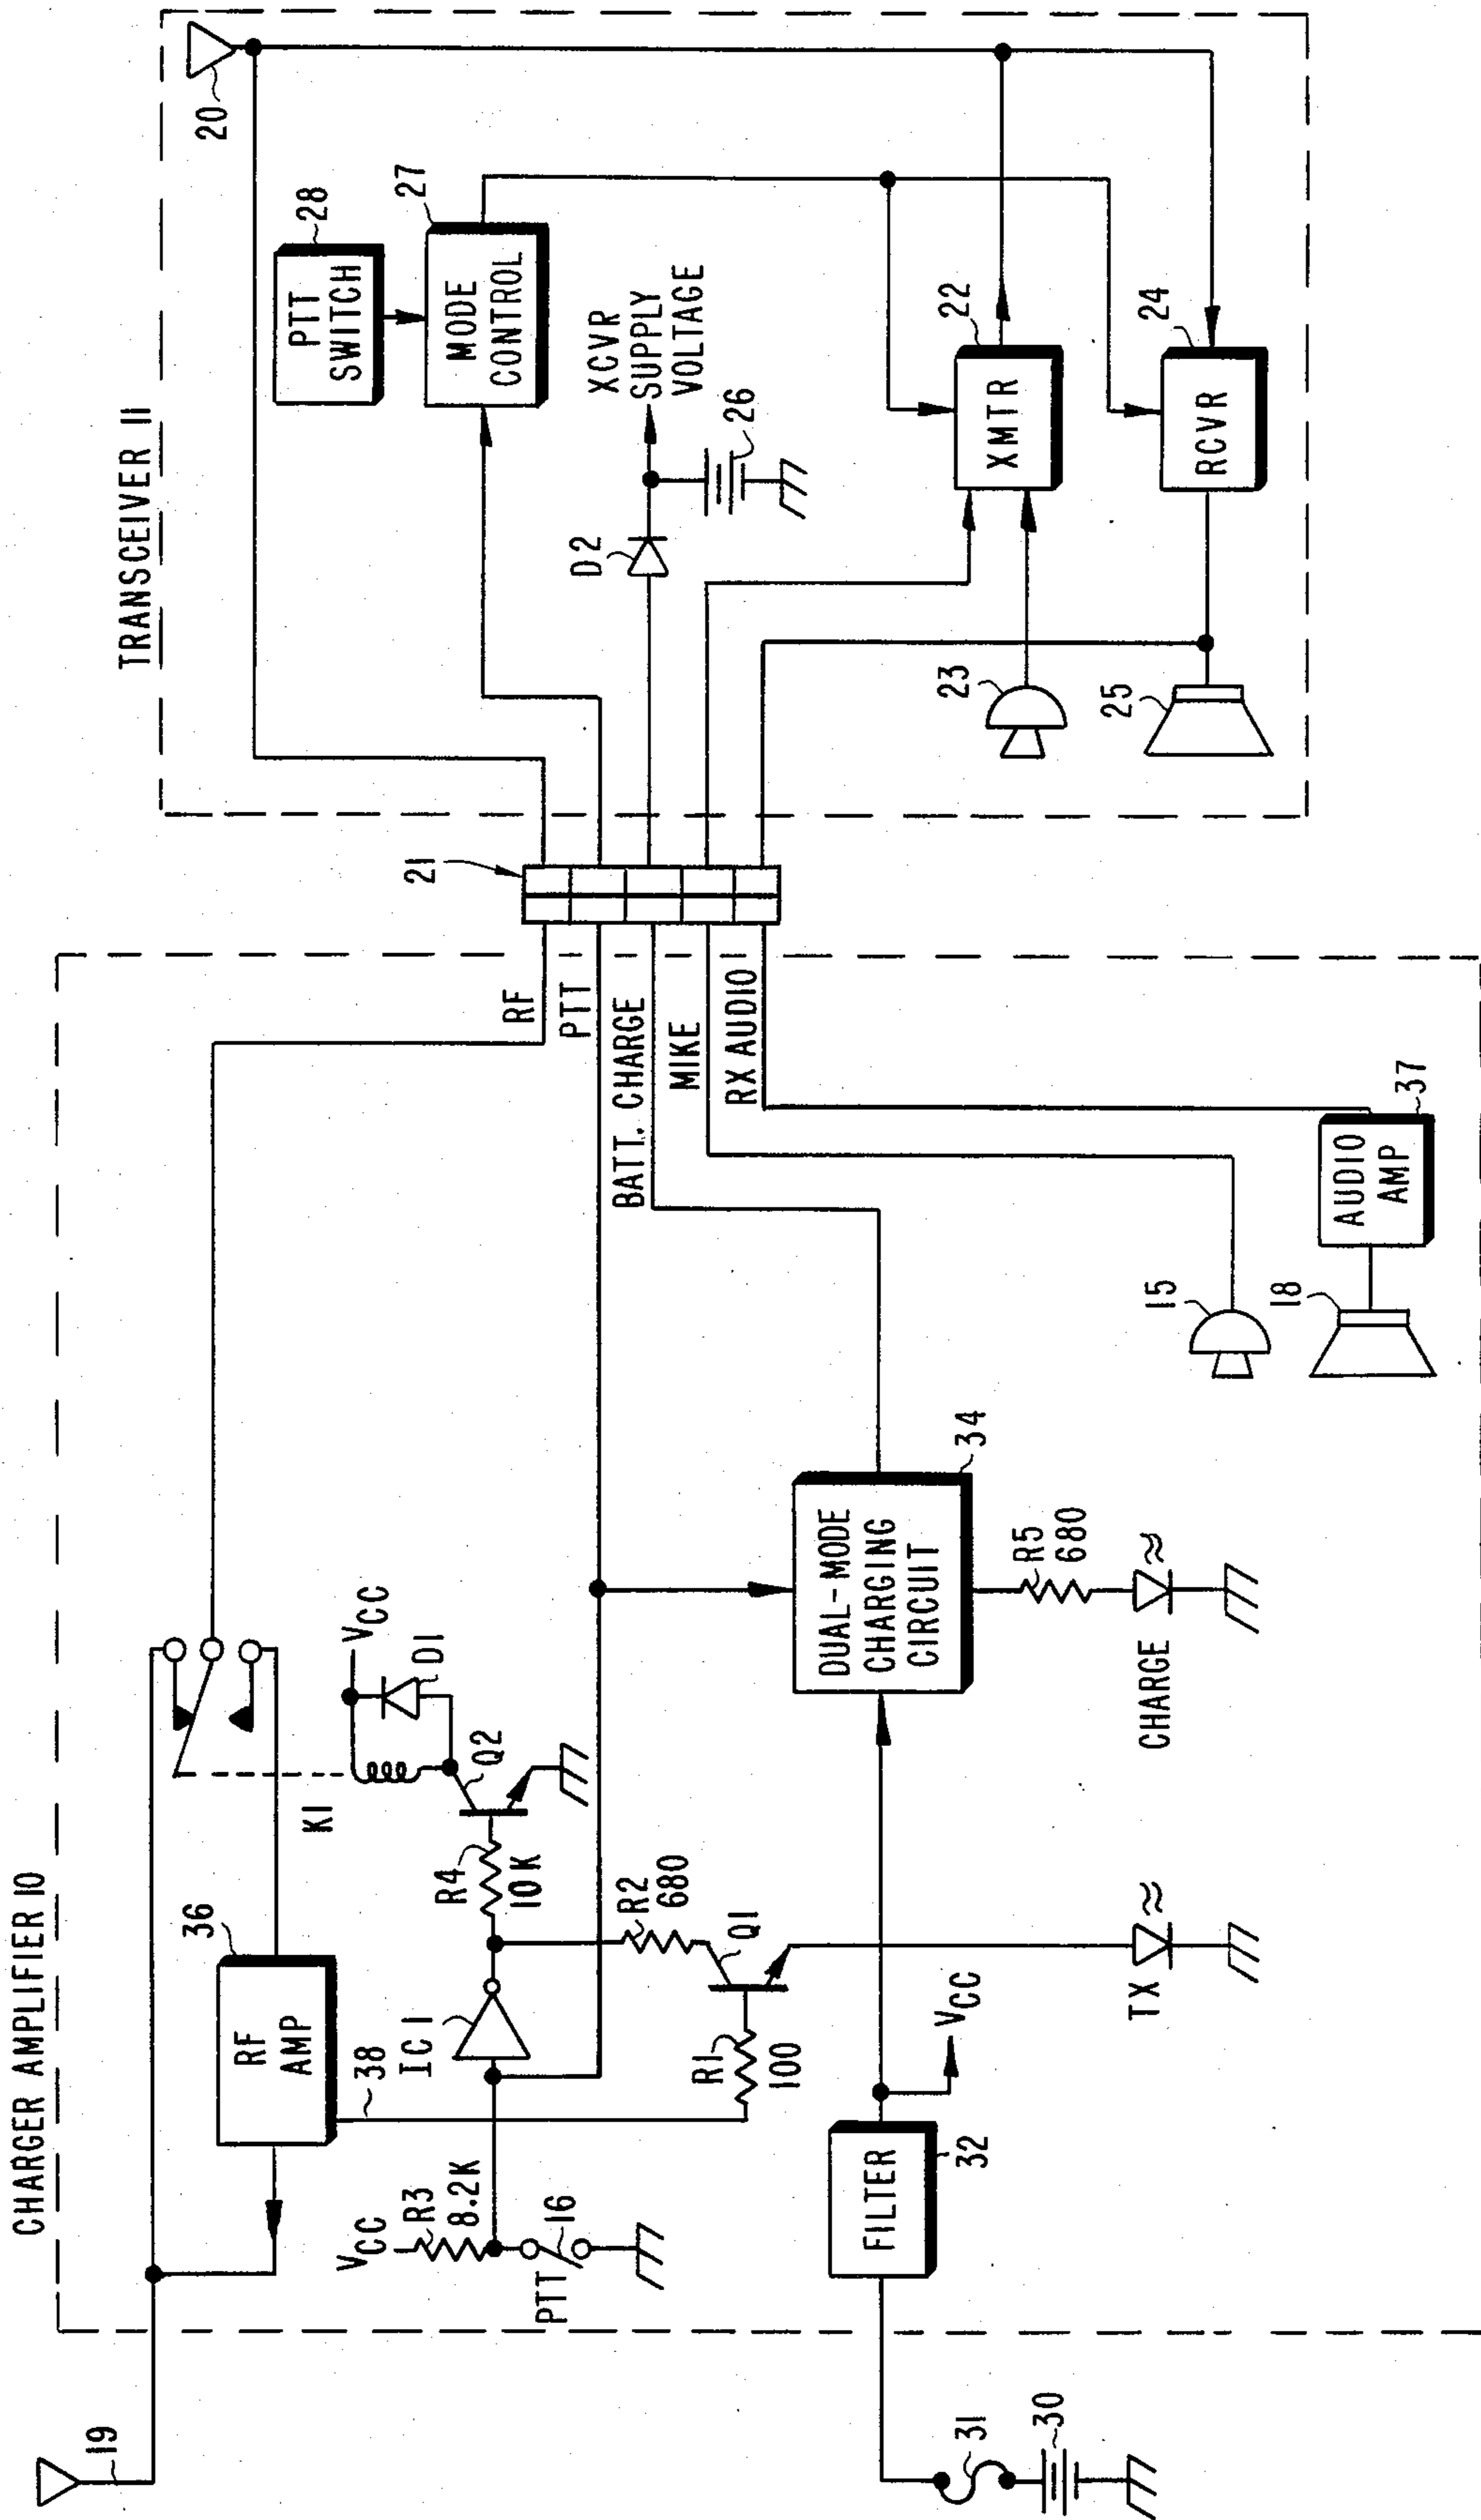 CHARGER AMPLIFIER 10
TRANSCEIVER 11
19
20
36
RF
AMP
38
IC1
K1
VCC
D1
Q2
R4
10K
VCC
R3
8.2K
PTT
16
R2
680
Q1
R1
100
TX
VCC
FILTER
32
31
30
DUAL-MODE
CHARGING
CIRCUIT
34
R5
680
CHARGE
RF
PTT
BATT. CHARGE
MIKE
RX AUDIO
15
18
AUDIO
AMP
37
21
PTT
SWITCH
28
MODE
CONTROL
27
D2
XCVR
SUPPLY
VOLTAGE
26
XMTR
22
RCVR
24
23
25